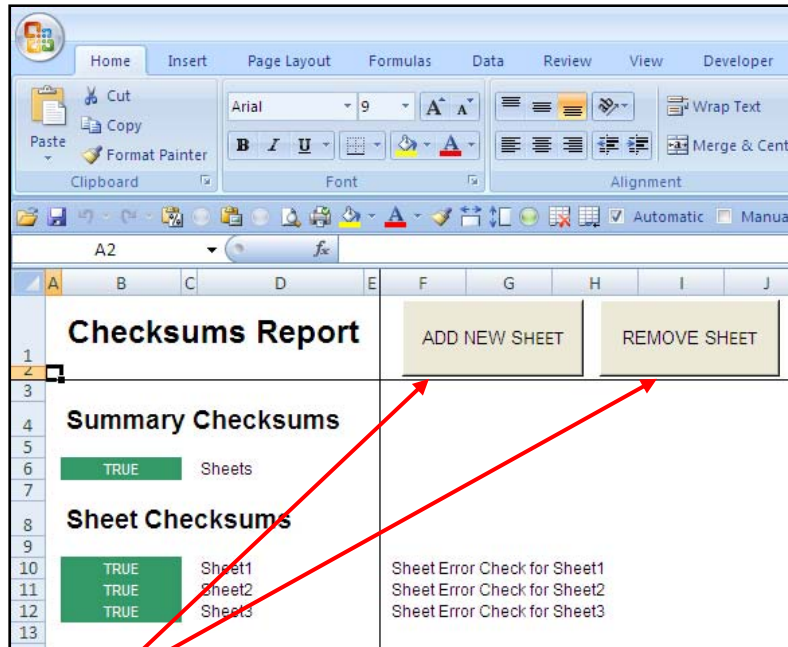 Home Insert Page Layout Formulas Data Review View Developer
Cut
Copy
Format Painter
Paste
Arial 9 A A
B I U A
Wrap Text
Merge & Cent
Clipboard Font Alignment
A Automatic Manua
A2 fx
A B C D E F G H I J
1 Checksums Report ADD NEW SHEET REMOVE SHEET
2
3
4 Summary Checksums
5
6 TRUE Sheets
7
8 Sheet Checksums
9
10 TRUE Sheet1 Sheet Error Check for Sheet1
11 TRUE Sheet2 Sheet Error Check for Sheet2
12 TRUE Sheet3 Sheet Error Check for Sheet3
13